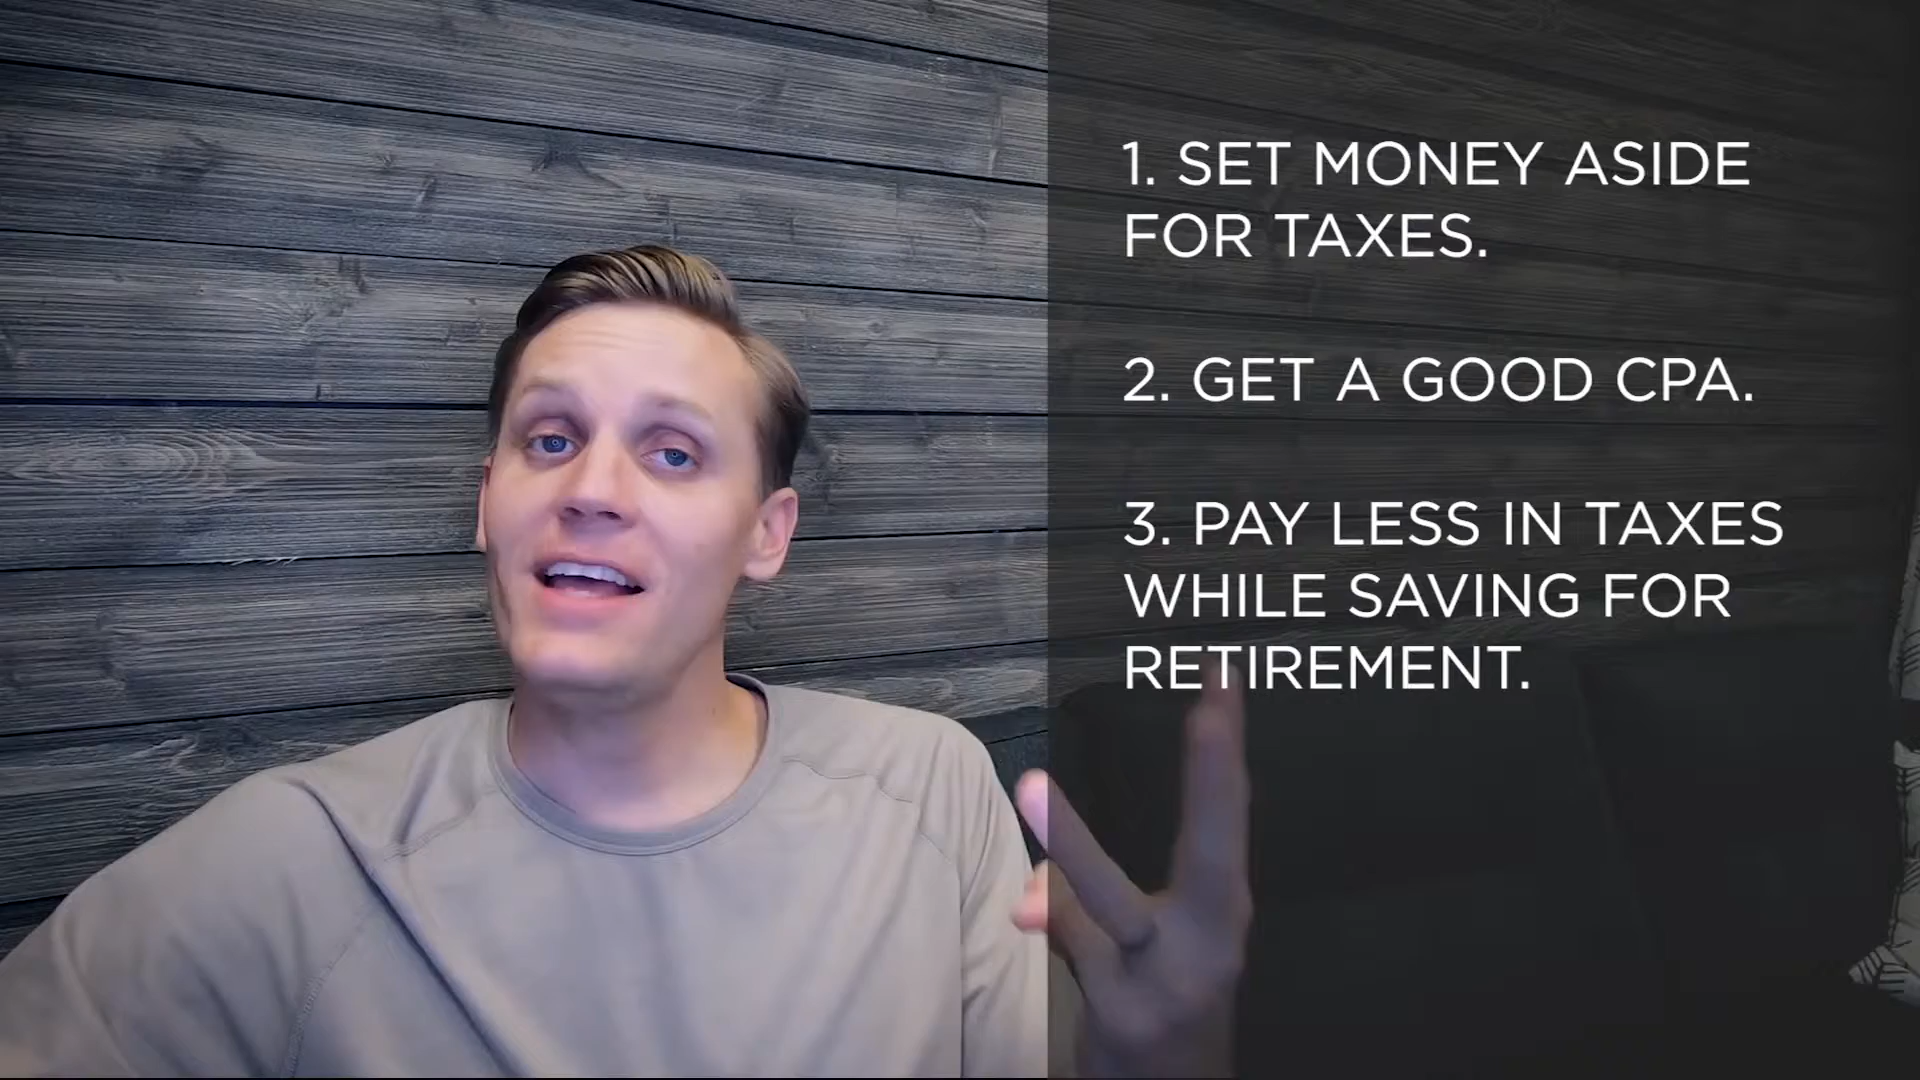 1. SET MONEY ASIDE
FOR TAXES.
2. GET A GOOD CPA.
3. PAY LESS IN TAXES
WHILE SAVING FOR
RETIREMENT.